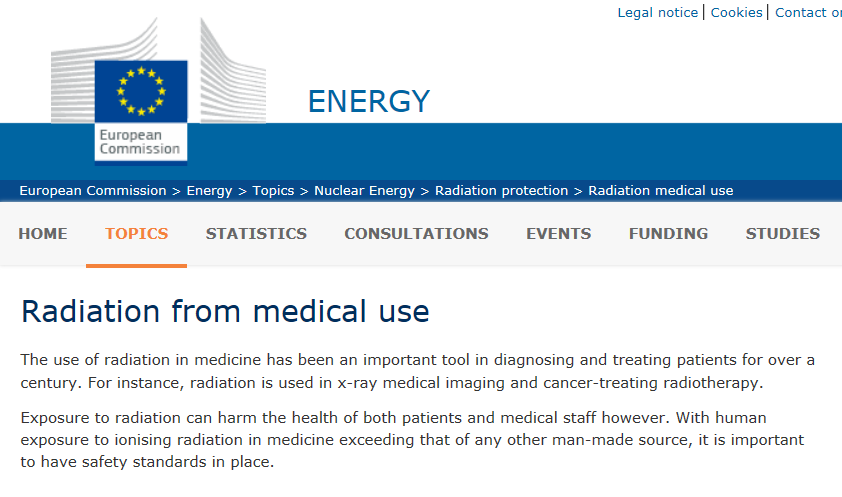 Legal notice | Cookies | Contact
ENERGY
European
Commission
European Commission > Energy > Topics > Nuclear Energy > Radiation protection > Radiation medical use
HOME TOPICS STATISTICS CONSULTATIONS EVENTS FUNDING STUDIES
Radiation from medical use
The use of radiation in medicine has been an important tool in diagnosing and treating patients for over a
century. For instance, radiation is used in x-ray medical imaging and cancer-treating radiotherapy.
Exposure to radiation can harm the health of both patients and medical staff however. With human
exposure to ionising radiation in medicine exceeding that of any other man-made source, it is important
to have safety standards in place.